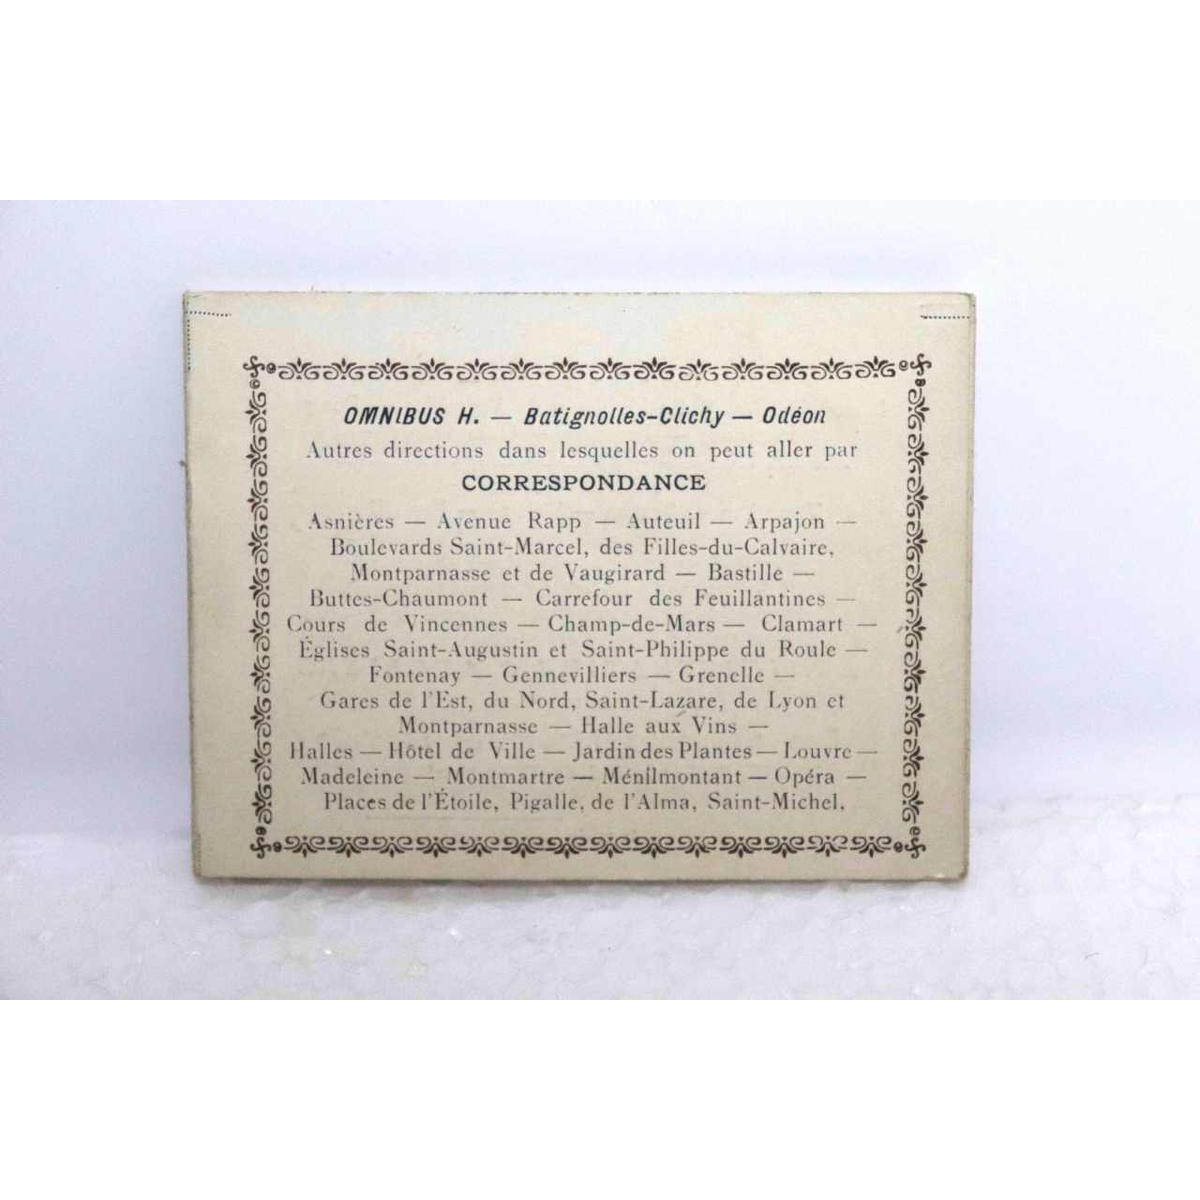 OMNIBUS H. — Batignolles-Clichy — Odéon
Autres directions dans lesquelles on peut aller par
CORRESPONDANCE
Asnières — Avenue Rapp — Auteuil — Arpajon —
Boulevards Saint-Marcel, des Filles-du-Calvaire,
Montparnasse et de Vaugirard — Bastille —
Buttes-Chaumont — Carrefour des Feuillantines —
Cours de Vincennes — Champ-de-Mars — Clamart —
Églises Saint-Augustin et Saint-Philippe du Roule —
Fontenay — Gennevilliers — Grenelle —
Gares de l'Est, du Nord, Saint-Lazare, de Lyon et
Montparnasse — Halle aux Vins —
Halles — Hôtel de Ville — Jardin des Plantes — Louvre —
Madeleine — Montmartre — Ménilmontant — Opéra —
Places de l'Étoile, Pigalle, de l'Alma, Saint-Michel,